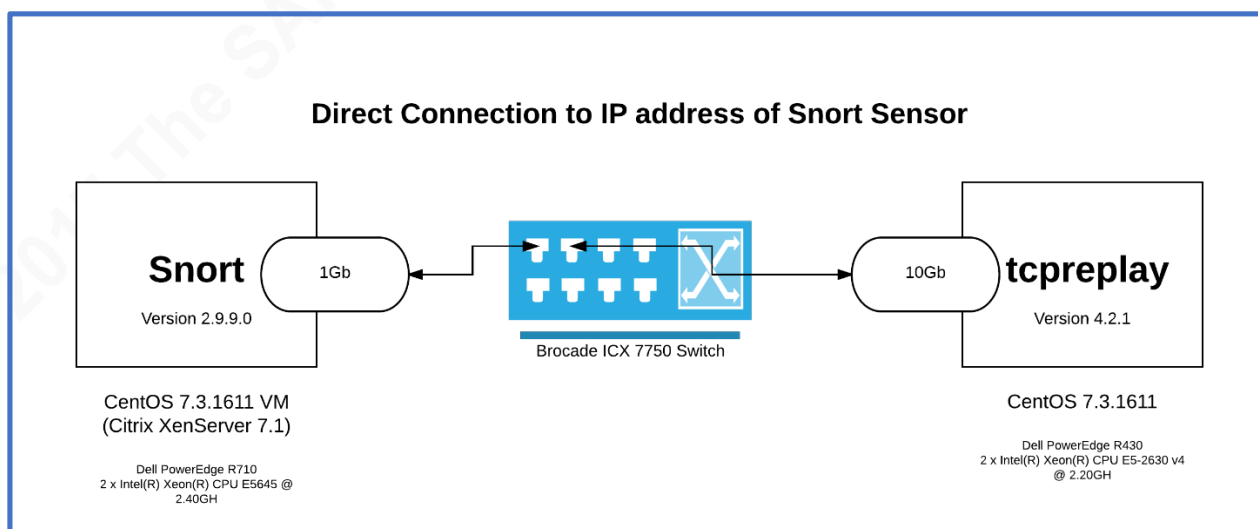 2017 The SA
Direct Connection to IP address of Snort Sensor
Snort
Version 2.9.9.0
1Gb
10Gb
tcpreplay
Version 4.2.1
Brocade ICX 7750 Switch
CentOS 7.3.1611 VM
(Citrix XenServer 7.1)
CentOS 7.3.1611
Dell PowerEdge R710
2 x Intel(R) Xeon(R) CPU E5645 @
2.40GH
Dell PowerEdge R430
2 x Intel(R) Xeon(R) CPU E5-2630 v4
@ 2.20GH